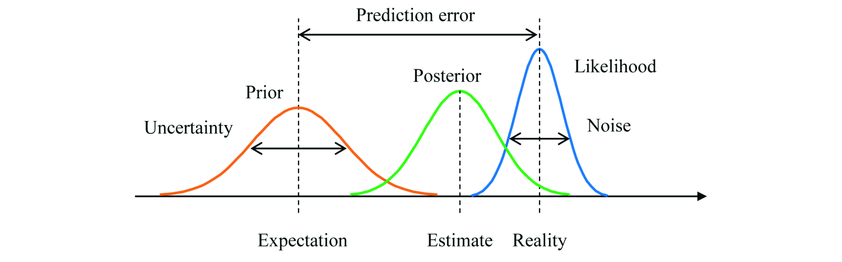 Prediction error
Likelihood
Posterior
Prior
Uncertainty
Noise
Expectation
Estimate
Reality